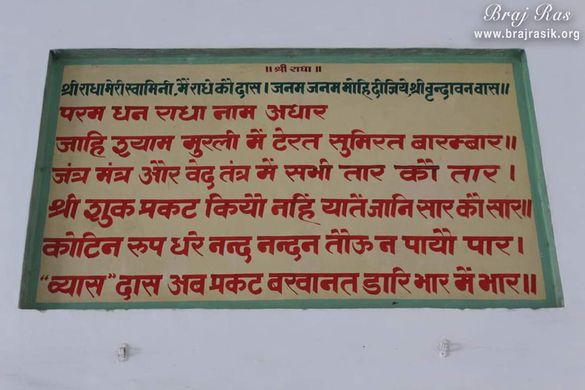 Braj Ras
www.brajrasik.org
॥ श्री राधा ॥
श्री राधा मेरी स्वामिनी, मैं राधे कौ दास । जनम जनम मोहि दीजिये, श्री वृन्दावन वास ॥
परम धन राधा नाम अधार
जाहि श्याम मुरली में टेरत सुमिरत बारम्बार ॥
जंत्र मंत्र और वेद तंत्र में सभी तार कौ तार ।
श्री शुक प्रकट कियौ नहिं यातें जानि सार कौ सार ॥
कोटिन रुप धरे नन्द नन्दन तौऊ न पायौ पार ।
“व्यास” दास अब प्रकट बखानत डारि भार में भार ॥